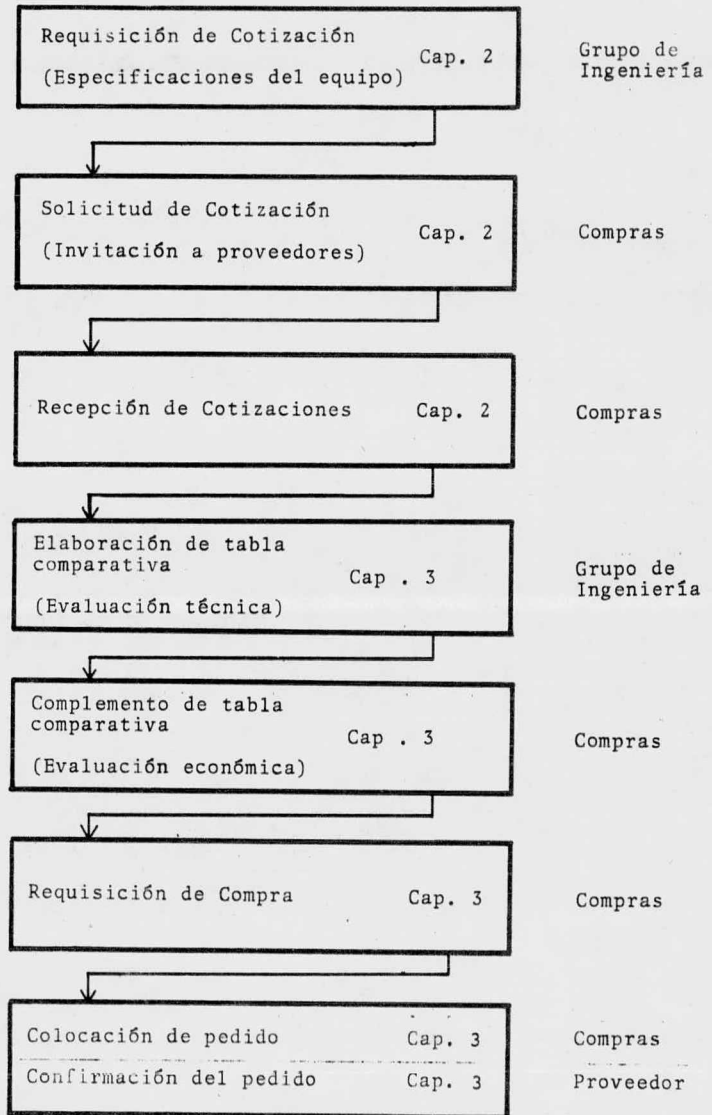 Requisición de Cotización
(Especificaciones del equipo)
Cap. 2
Grupo de
Ingeniería
Solicitud de Cotización
(Invitación a proveedores)
Cap. 2
Compras
Recepción de Cotizaciones
Cap. 2
Compras
Elaboración de tabla
comparativa
(Evaluación técnica)
Cap . 3
Grupo de
Ingeniería
Complemento de tabla
comparativa
(Evaluación económica)
Cap . 3
Compras
Requisición de Compra
Cap. 3
Compras
Colocación de pedido
Cap. 3
Compras
Confirmación del pedido
Cap. 3
Proveedor